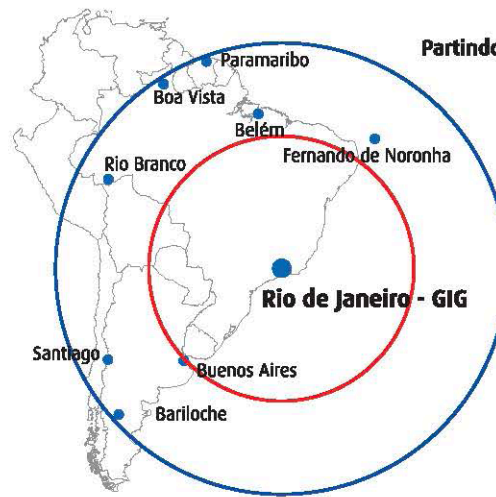 Partindo
Paramaribo
Boa Vista
Belém
Fernando de Noronha
Rio Branco
Rio de Janeiro - GIG
Santiago
Buenos Aires
Bariloche